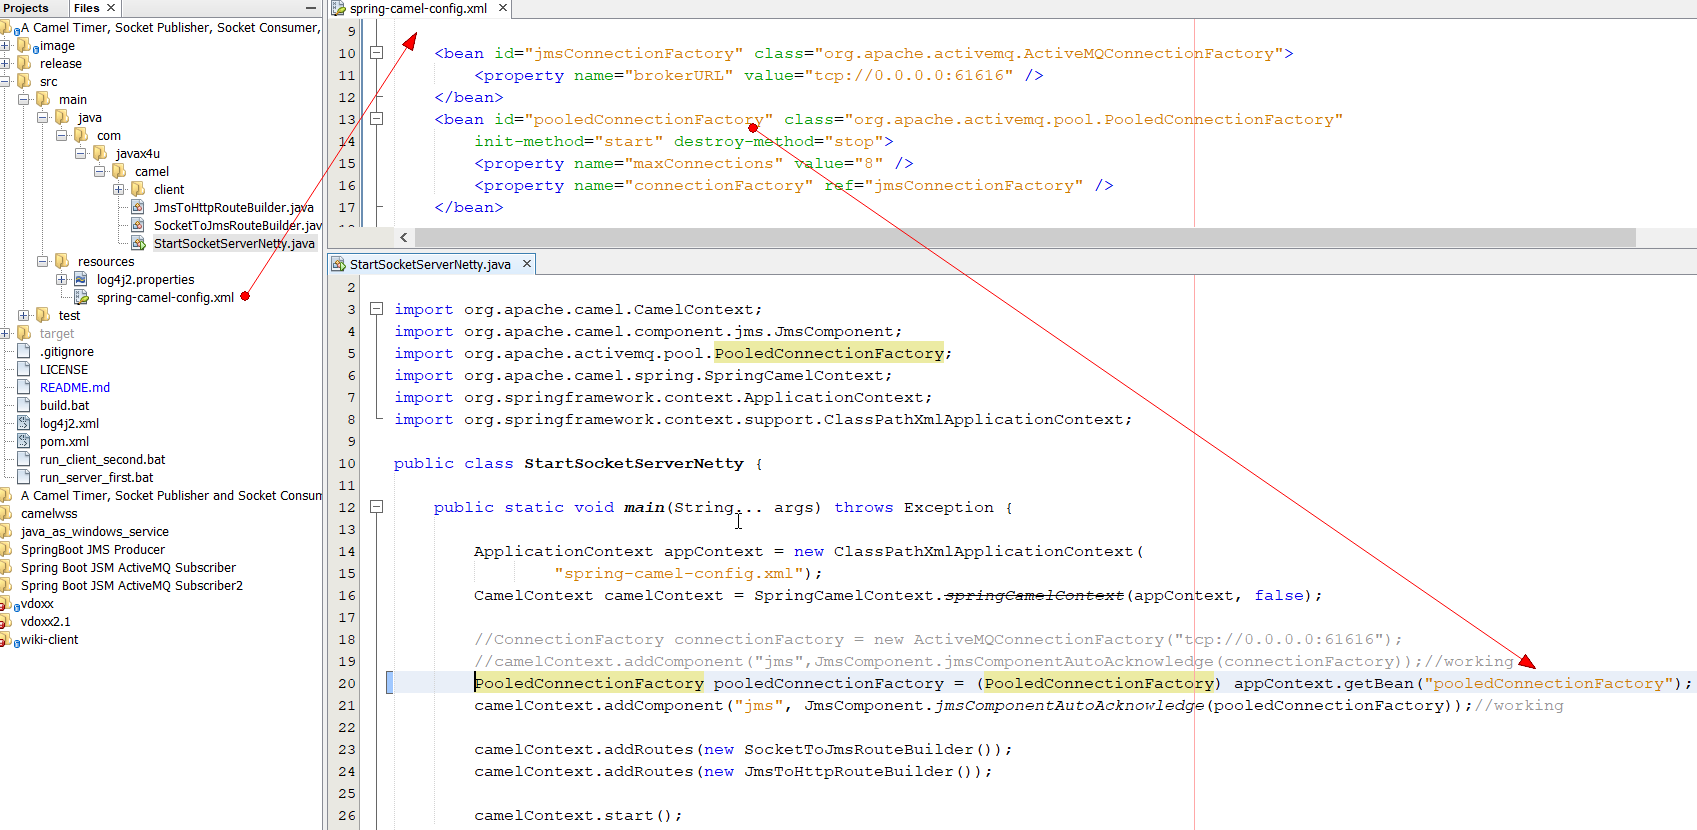 Projects
Files
A Camel Timer, Socket Publisher, Socket Consumer,
image
release
src
main
java
com
javax4u
camel
client
JmsToHttpRouteBuilder.java
SocketToJmsRouteBuilder.jav
StartSocketServerNetty.java
resources
log4j2.properties
spring-camel-config.xml
test
target
.gitignore
LICENSE
README.md
build.bat
log4j2.xml
pom.xml
run_client_second.bat
run_server_first.bat
A Camel Timer, Socket Publisher and Socket Consum
camelwss
java_as_windows_service
SpringBoot JMS Producer
Spring Boot JSM ActiveMQ Subscriber
Spring Boot JSM ActiveMQ Subscriber2
vdoxx
vdoxx2.1
wiki-client
spring-camel-config.xml
9
10 <bean id="jmsConnectionFactory" class="org.apache.activemq.ActiveMQConnectionFactory">
11 <property name="brokerURL" value="tcp://0.0.0.0:61616" />
12 </bean>
13 <bean id="pooledConnectionFactory" class="org.apache.activemq.pool.PooledConnectionFactory"
14 init-method="start" destroy-method="stop">
15 <property name="maxConnections" value="8" />
16 <property name="connectionFactory" ref="jmsConnectionFactory" />
17 </bean>
StartSocketServerNetty.java
2
3 import org.apache.camel.CamelContext;
4 import org.apache.camel.component.jms.JmsComponent;
5 import org.apache.activemq.pool.PooledConnectionFactory;
6 import org.apache.camel.spring.SpringCamelContext;
7 import org.springframework.context.ApplicationContext;
8 import org.springframework.context.support.ClassPathXmlApplicationContext;
9
10 public class StartSocketServerNetty {
11
12 public static void main(String... args) throws Exception {
13
14 ApplicationContext appContext = new ClassPathXmlApplicationContext(
15 "spring-camel-config.xml");
16 CamelContext camelContext = SpringCamelContext.springCamelContext(appContext, false);
17
18 //ConnectionFactory connectionFactory = new ActiveMQConnectionFactory("tcp://0.0.0.0:61616");
19 //camelContext.addComponent("jms",JmsComponent.jmsComponentAutoAcknowledge(connectionFactory));//working
20 PooledConnectionFactory pooledConnectionFactory = (PooledConnectionFactory) appContext.getBean("pooledConnectionFactory");
21 camelContext.addComponent("jms", JmsComponent.jmsComponentAutoAcknowledge(pooledConnectionFactory));//working
22
23 camelContext.addRoutes(new SocketToJmsRouteBuilder());
24 camelContext.addRoutes(new JmsToHttpRouteBuilder());
25
26 camelContext.start();